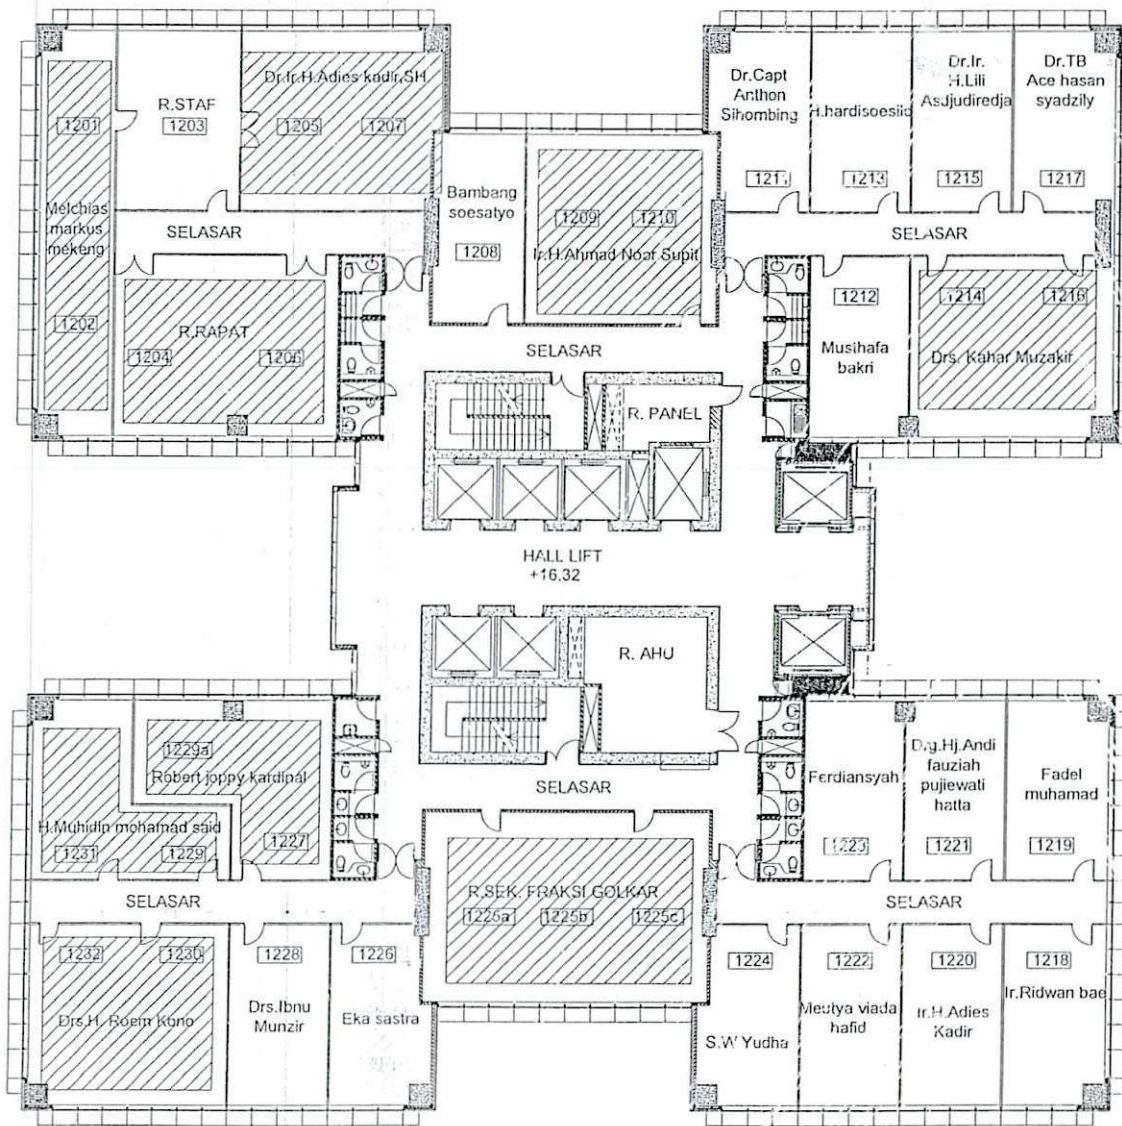 Dr.Ir.H.Adies kadir,SH
R.STAF
1201
1203
1205
1207
Melchias
markus
mekeng
SELASAR
1202
R.RAPAT
1204
1206
Bambang
soesatyo
1208
1209
1210
Ir.H.Ahmad Noor Supit
SELASAR
Dr.Capt
Anthon
Sihombing
1211
H.hardisoesilo
1213
Dr.Ir.
H.Lili
Asdjudiredja
1215
Dr.TB
Ace hasan
syadzily
1217
SELASAR
1212
Musthafa
bakri
1214
1216
Drs. Kahar Muzakir
R. PANEL
HALL LIFT
+16.32
R. AHU
SELASAR
1229a
Robert joppy kardinal
H.Muhidin mohamad said
1231
1229
1227
SELASAR
1232
1230
Drs.H. Roem Kono
1228
Drs.Ibnu
Munzir
1226
Eka sastra
R.SEK. FRAKSI GOLKAR
1225a
1225b
1225c
Ferdiansyah
1223
Drg.Hj.Andi
fauziah
pujiewati
hatta
1221
Fadel
muhamad
1219
SELASAR
1224
S.W Yudha
1222
Meutya viada
hafid
1220
Ir.H.Adies
Kadir
1218
Ir.Ridwan bae